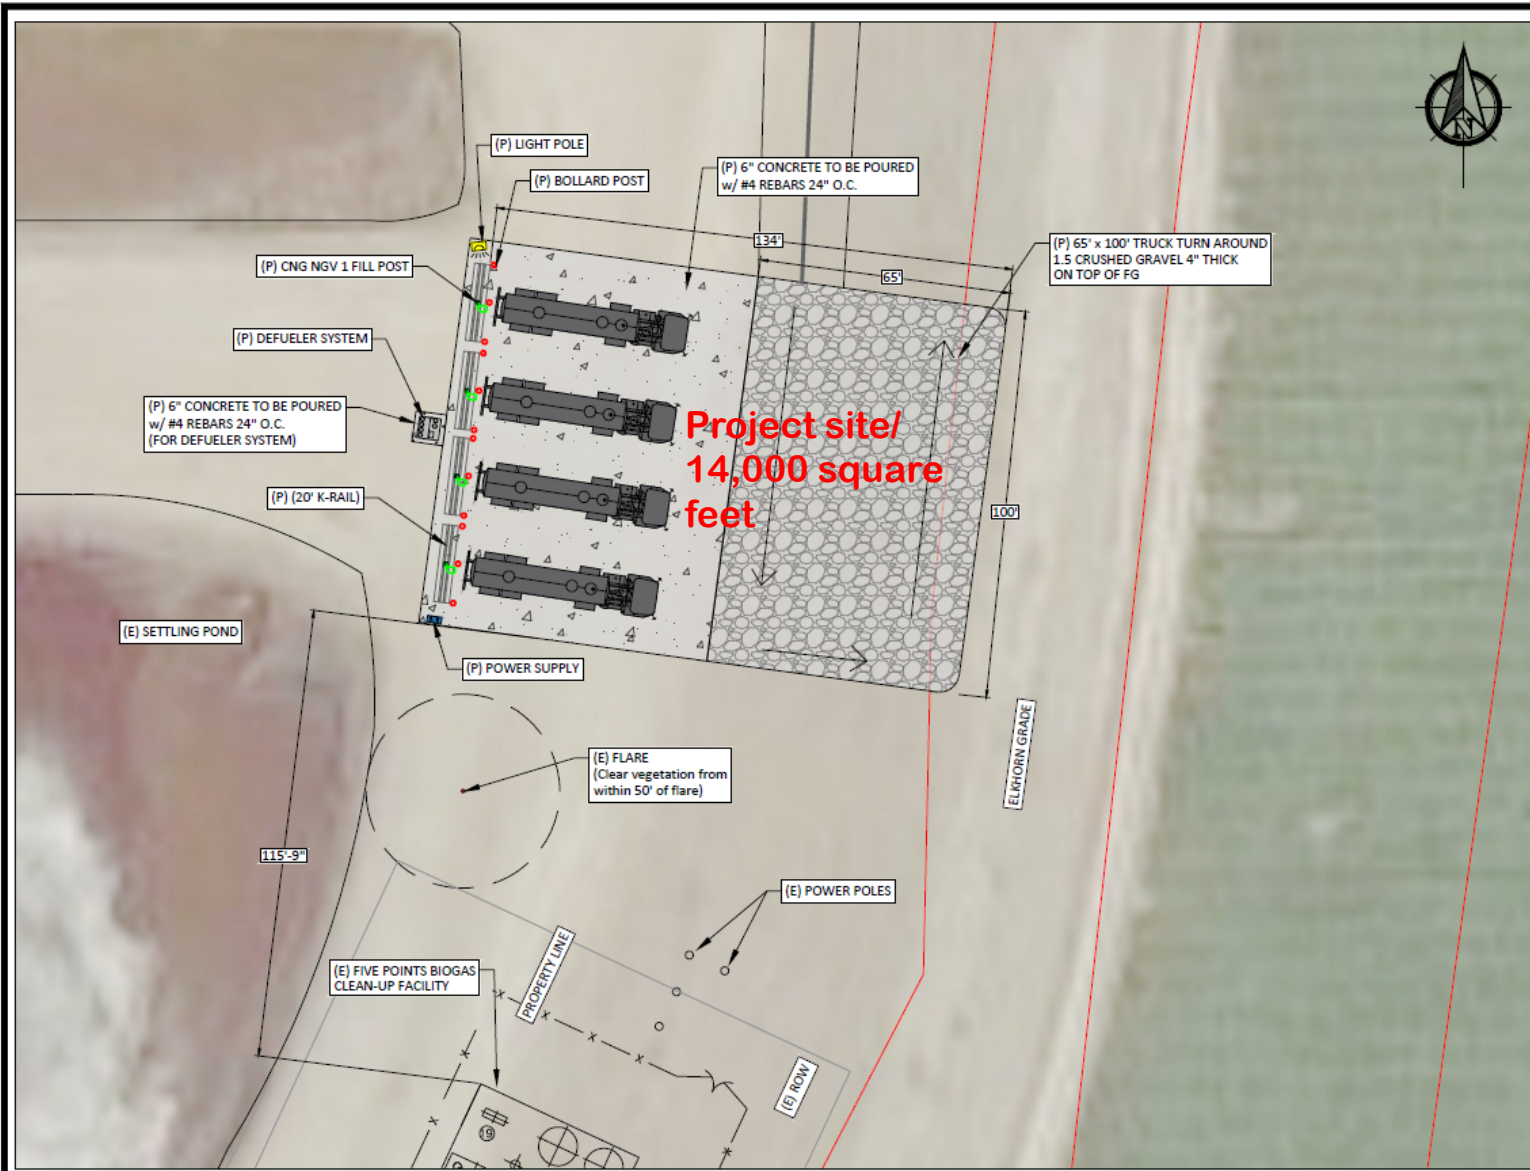 (P) LIGHT POLE
(P) BOLLARD POST
(P) 6" CONCRETE TO BE POURED
w/ #4 REBARS 24" O.C.
N
134'
(P) 65' x 100' TRUCK TURN AROUND
1.5 CRUSHED GRAVEL 4" THICK
ON TOP OF FG
(P) CNG NGV 1 FILL POST
65'
(P) DEFUELER SYSTEM
(P) 6" CONCRETE TO BE POURED
w/ #4 REBARS 24" O.C.
(FOR DEFUELER SYSTEM)
Project site/
14,000 square
feet
(P) (20' K-RAIL)
100'
(E) SETTLING POND
(P) POWER SUPPLY
ELKHORN GRADE
(E) FLARE
(Clear vegetation from
within 50' of flare)
115'-9"
(E) POWER POLES
PROPERTY LINE
(E) FIVE POINTS BIOGAS
CLEAN-UP FACILITY
X
X
X
X
X
X
X
(E) ROW
19